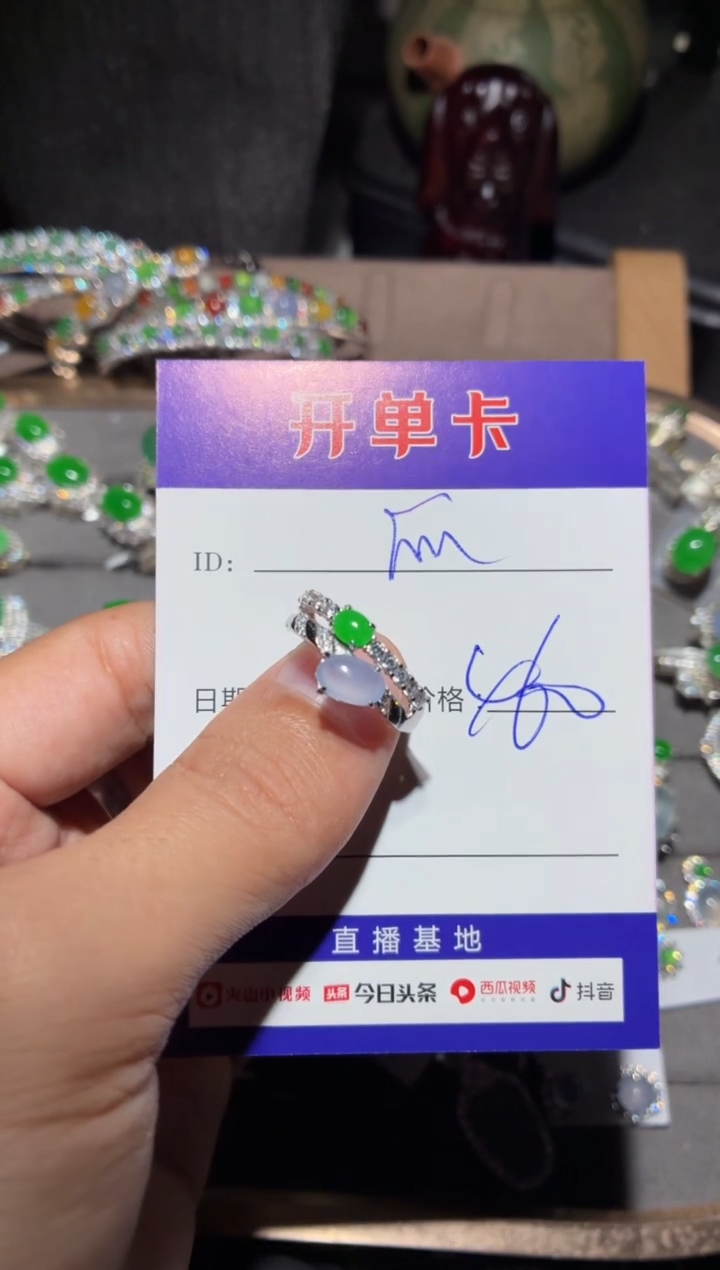 开单卡
ID:
日期
价格
直播基地
火山小视频 头条 今日头条 西瓜视频 抖音